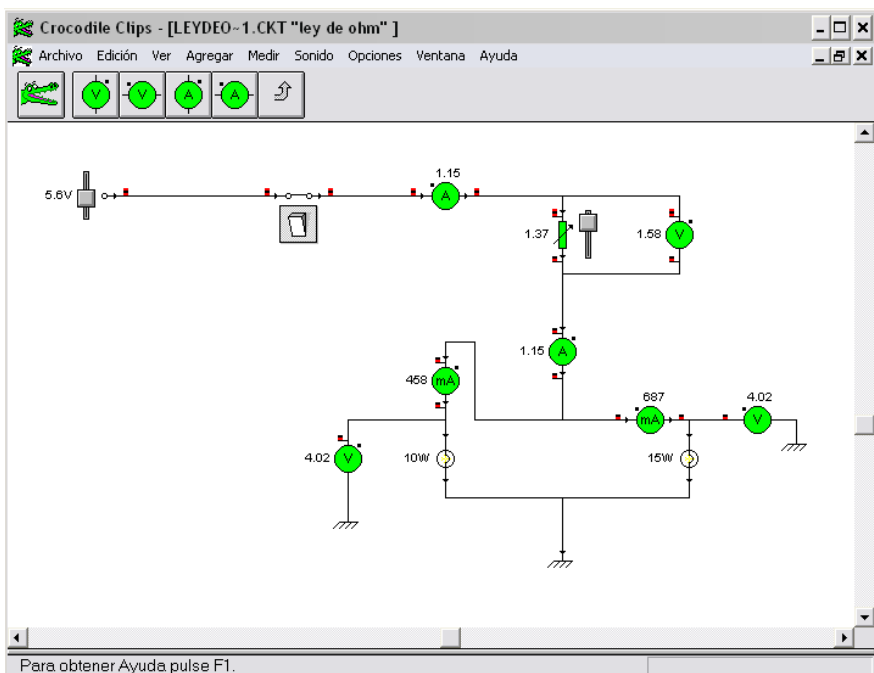 Crocodile Clips - [LEYDEO~1.CKT "ley de ohm" ]
Archivo Edición Ver Agregar Medir Sonido Opciones Ventana Ayuda
V V A A
1.15
5.6V
A
1.37
1.58
V
1.15
A
458
mA
687
mA
4.02
V
4.02
V
10W
15W
Para obtener Ayuda pulse F1.